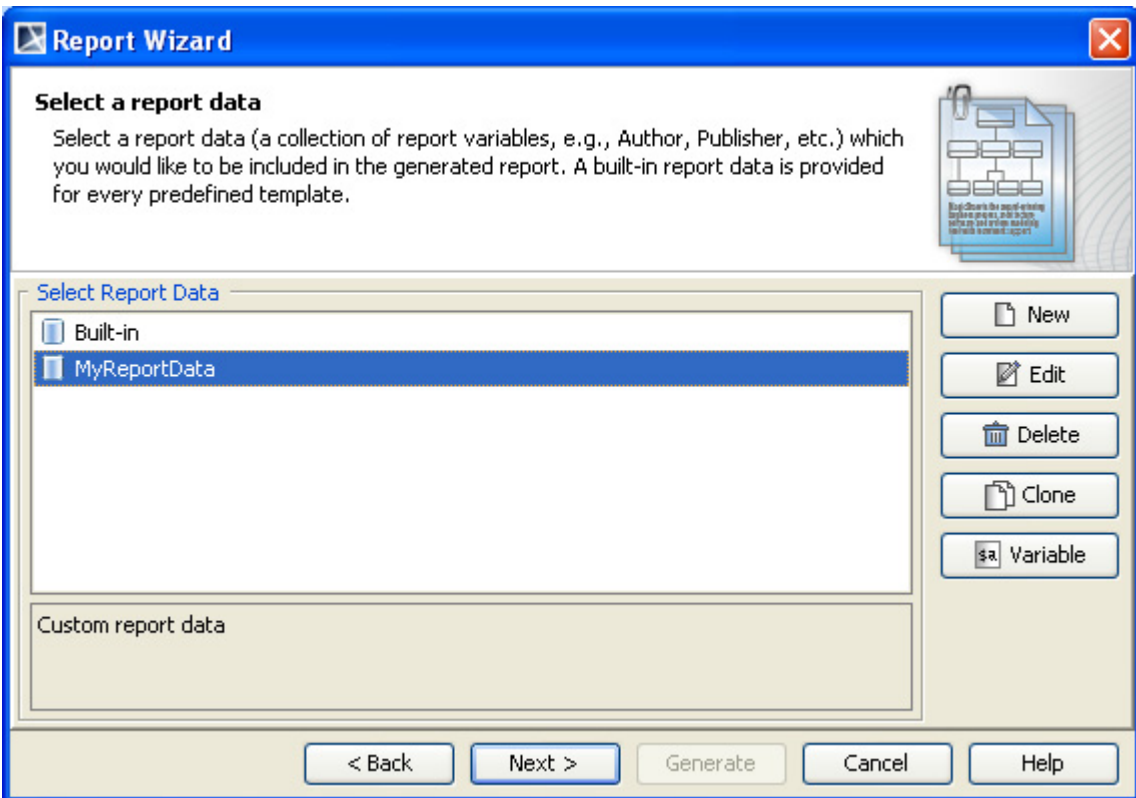 Report Wizard
Select a report data
Select a report data (a collection of report variables, e.g., Author, Publisher, etc.) which
you would like to be included in the generated report. A built-in report data is provided
for every predefined template.
Select Report Data
Built-in
MyReportData
Custom report data
New
Edit
Delete
Clone
$a Variable
< Back
Next >
Generate
Cancel
Help